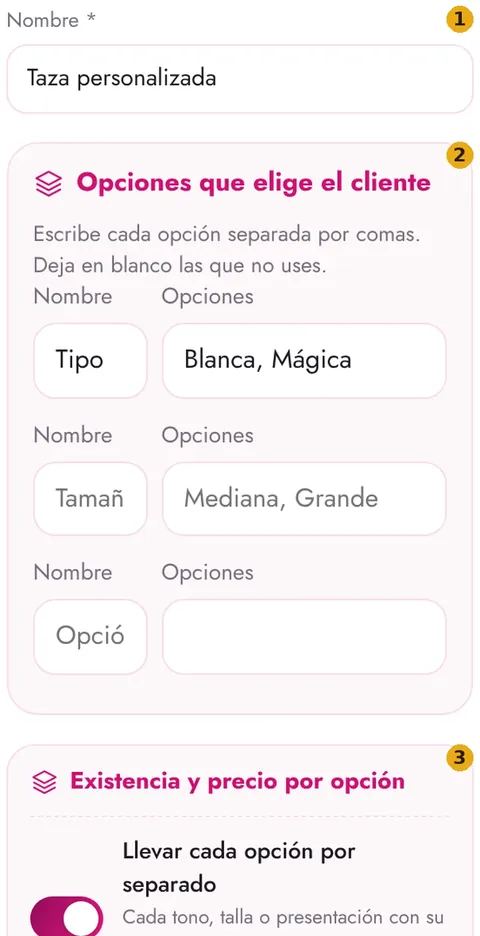 Nombre *
1
Taza personalizada
2
Opciones que elige el cliente
Escribe cada opción separada por comas.
Deja en blanco las que no uses.
Nombre Opciones
Tipo Blanca, Mágica
Nombre Opciones
Tamañ Mediana, Grande
Nombre Opciones
Opció
3
Existencia y precio por opción
Llevar cada opción por
separado
Cada tono, talla o presentación con su